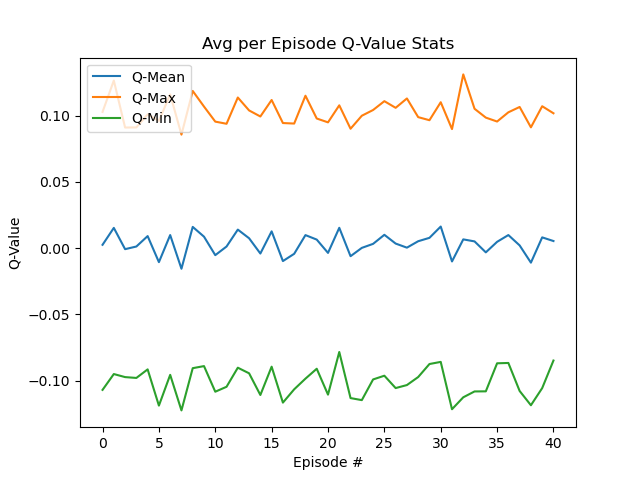 Avg per Episode Q-Value Stats
Q-Mean
Q-Max
Q-Min
Q-Value
0.10
0.05
0.00
−0.05
−0.10
0 5 10 15 20 25 30 35 40
Episode #